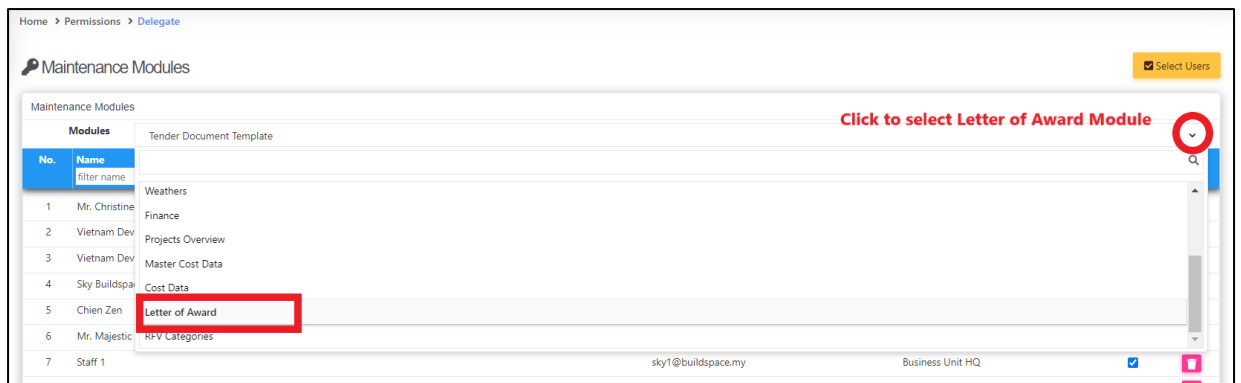 Home > Permissions > Delegate
Maintenance Modules
Select Users
Maintenance Modules
Click to select Letter of Award Module
Modules
Tender Document Template
No.
Name
filter name
Weathers
Finance
Projects Overview
Master Cost Data
Cost Data
Letter of Award
RFV Categories
1 Mr. Christine
2 Vietnam Dev
3 Vietnam Dev
4 Sky Buildspa
5 Chien Zen
6 Mr. Majestic
7 Staff 1 sky1@buildspace.my Business Unit HQ